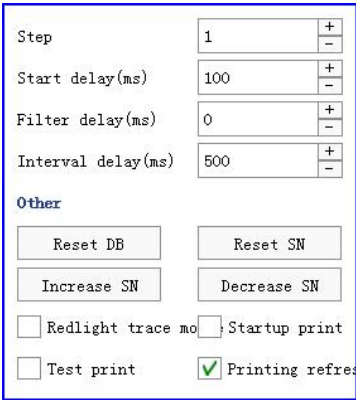 Step 1 + -
Start delay(ms) 100 + -
Filter delay(ms) 0 + -
Interval delay(ms) 500 + -
Other
Reset DB Reset SN
Increase SN Decrease SN
Redlight trace mo Startup print
Test print Printing refres